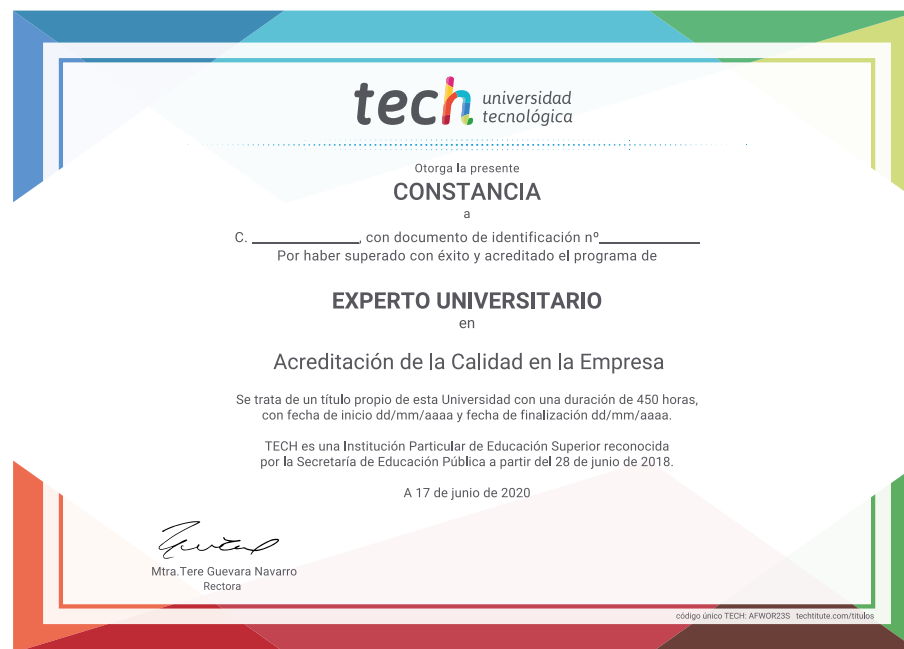 tech universidad
tecnológica
Otorga la presente
CONSTANCIA
a
C. ____________, con documento de identificación nº____________
Por haber superado con éxito y acreditado el programa de
EXPERTO UNIVERSITARIO
en
Acreditación de la Calidad en la Empresa
Se trata de un título propio de esta Universidad con una duración de 450 horas,
con fecha de inicio dd/mm/aaaa y fecha de finalización dd/mm/aaaa.
TECH es una Institución Particular de Educación Superior reconocida
por la Secretaría de Educación Pública a partir del 28 de junio de 2018.
A 17 de junio de 2020
Mtra.Tere Guevara Navarro
Rectora
código único TECH: AFWOR23S techtitute.com/titulos